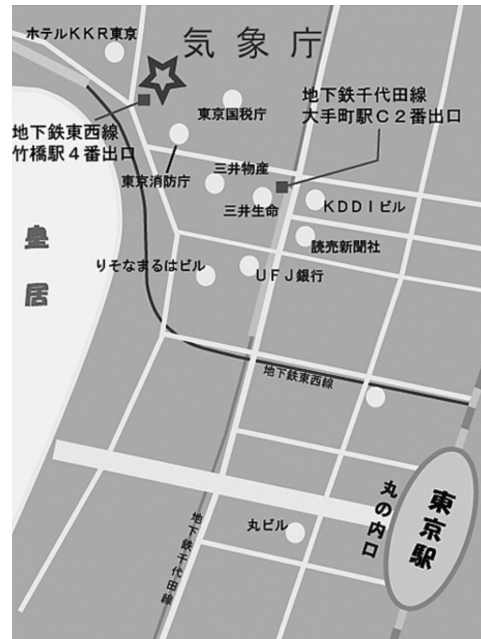 ホテルKKR東京
気象庁
地下鉄千代田線
大手町駅C2番出口
東京国税庁
地下鉄東西線
竹橋駅4番出口
東京消防庁
三井物産
三井生命
KDDIビル
読売新聞社
皇居
りそなまるはビル
UFJ銀行
地下鉄東西線
丸の内口
東京駅
丸ビル
地下鉄千代田線